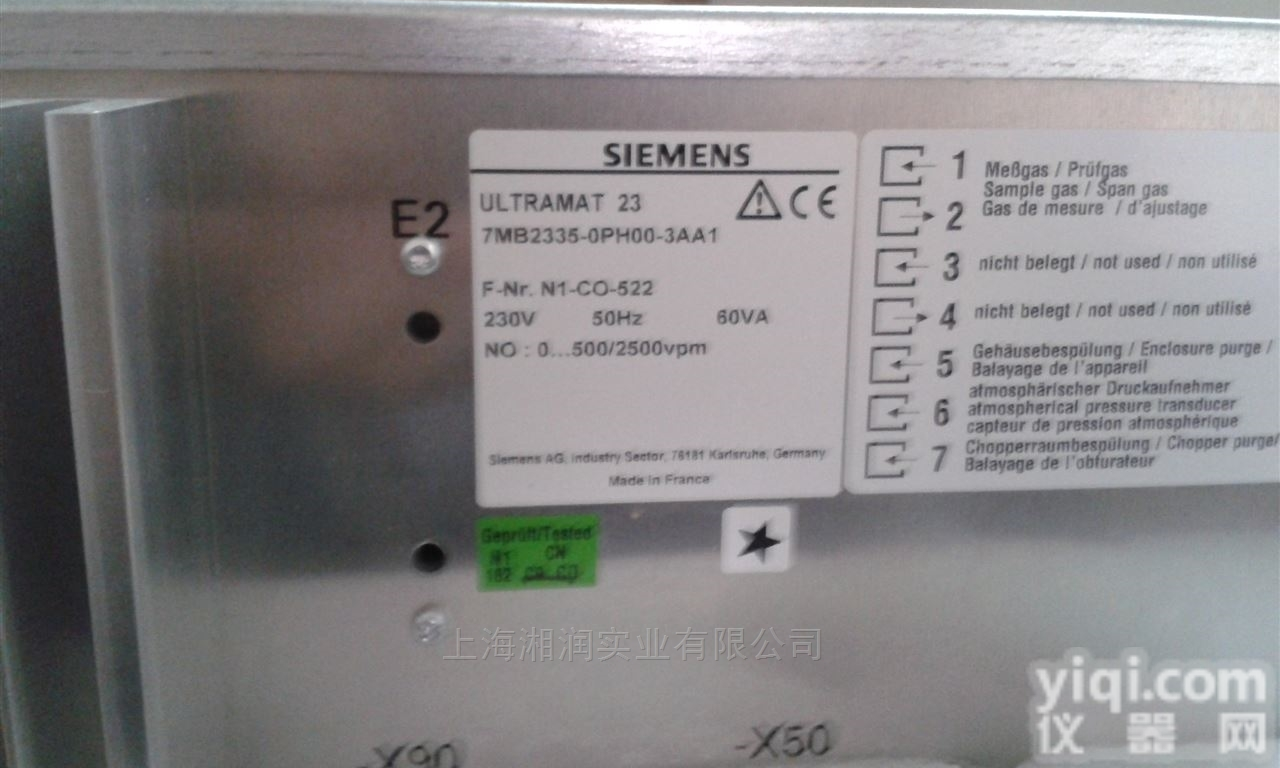 SIEMENS
E2
ULTRAMAT 23
CE
7MB2335-0PH00-3AA1
F-Nr. N1-CO-522
230V 50Hz 60VA
NO : 0...500/2500vpm
Siemens AG, Industry Sector, 76181 Karlsruhe, Germany
Made in France
1 Meßgas / Prüfgas
Sample gas / Span gas
2 Gas de mesure / d'ajustage
3 nicht belegt / not used / non utilisé
4 nicht belegt / not used / non utilisé
5 Gehäusebespülung / Enclosure purge /
Balayage de l'appareil
6 atmosphärischer Druckaufnehmer
atmospherical pressure transducer
capteur de pression atmosphérique
7 Chopperraumbespülung / Chopper purge/
Balayage de l'obturateur
Geprüft/Tested
N1 CN
182
上海湘润实业有限公司
yiqi.com
仪器网
-X90
-X50